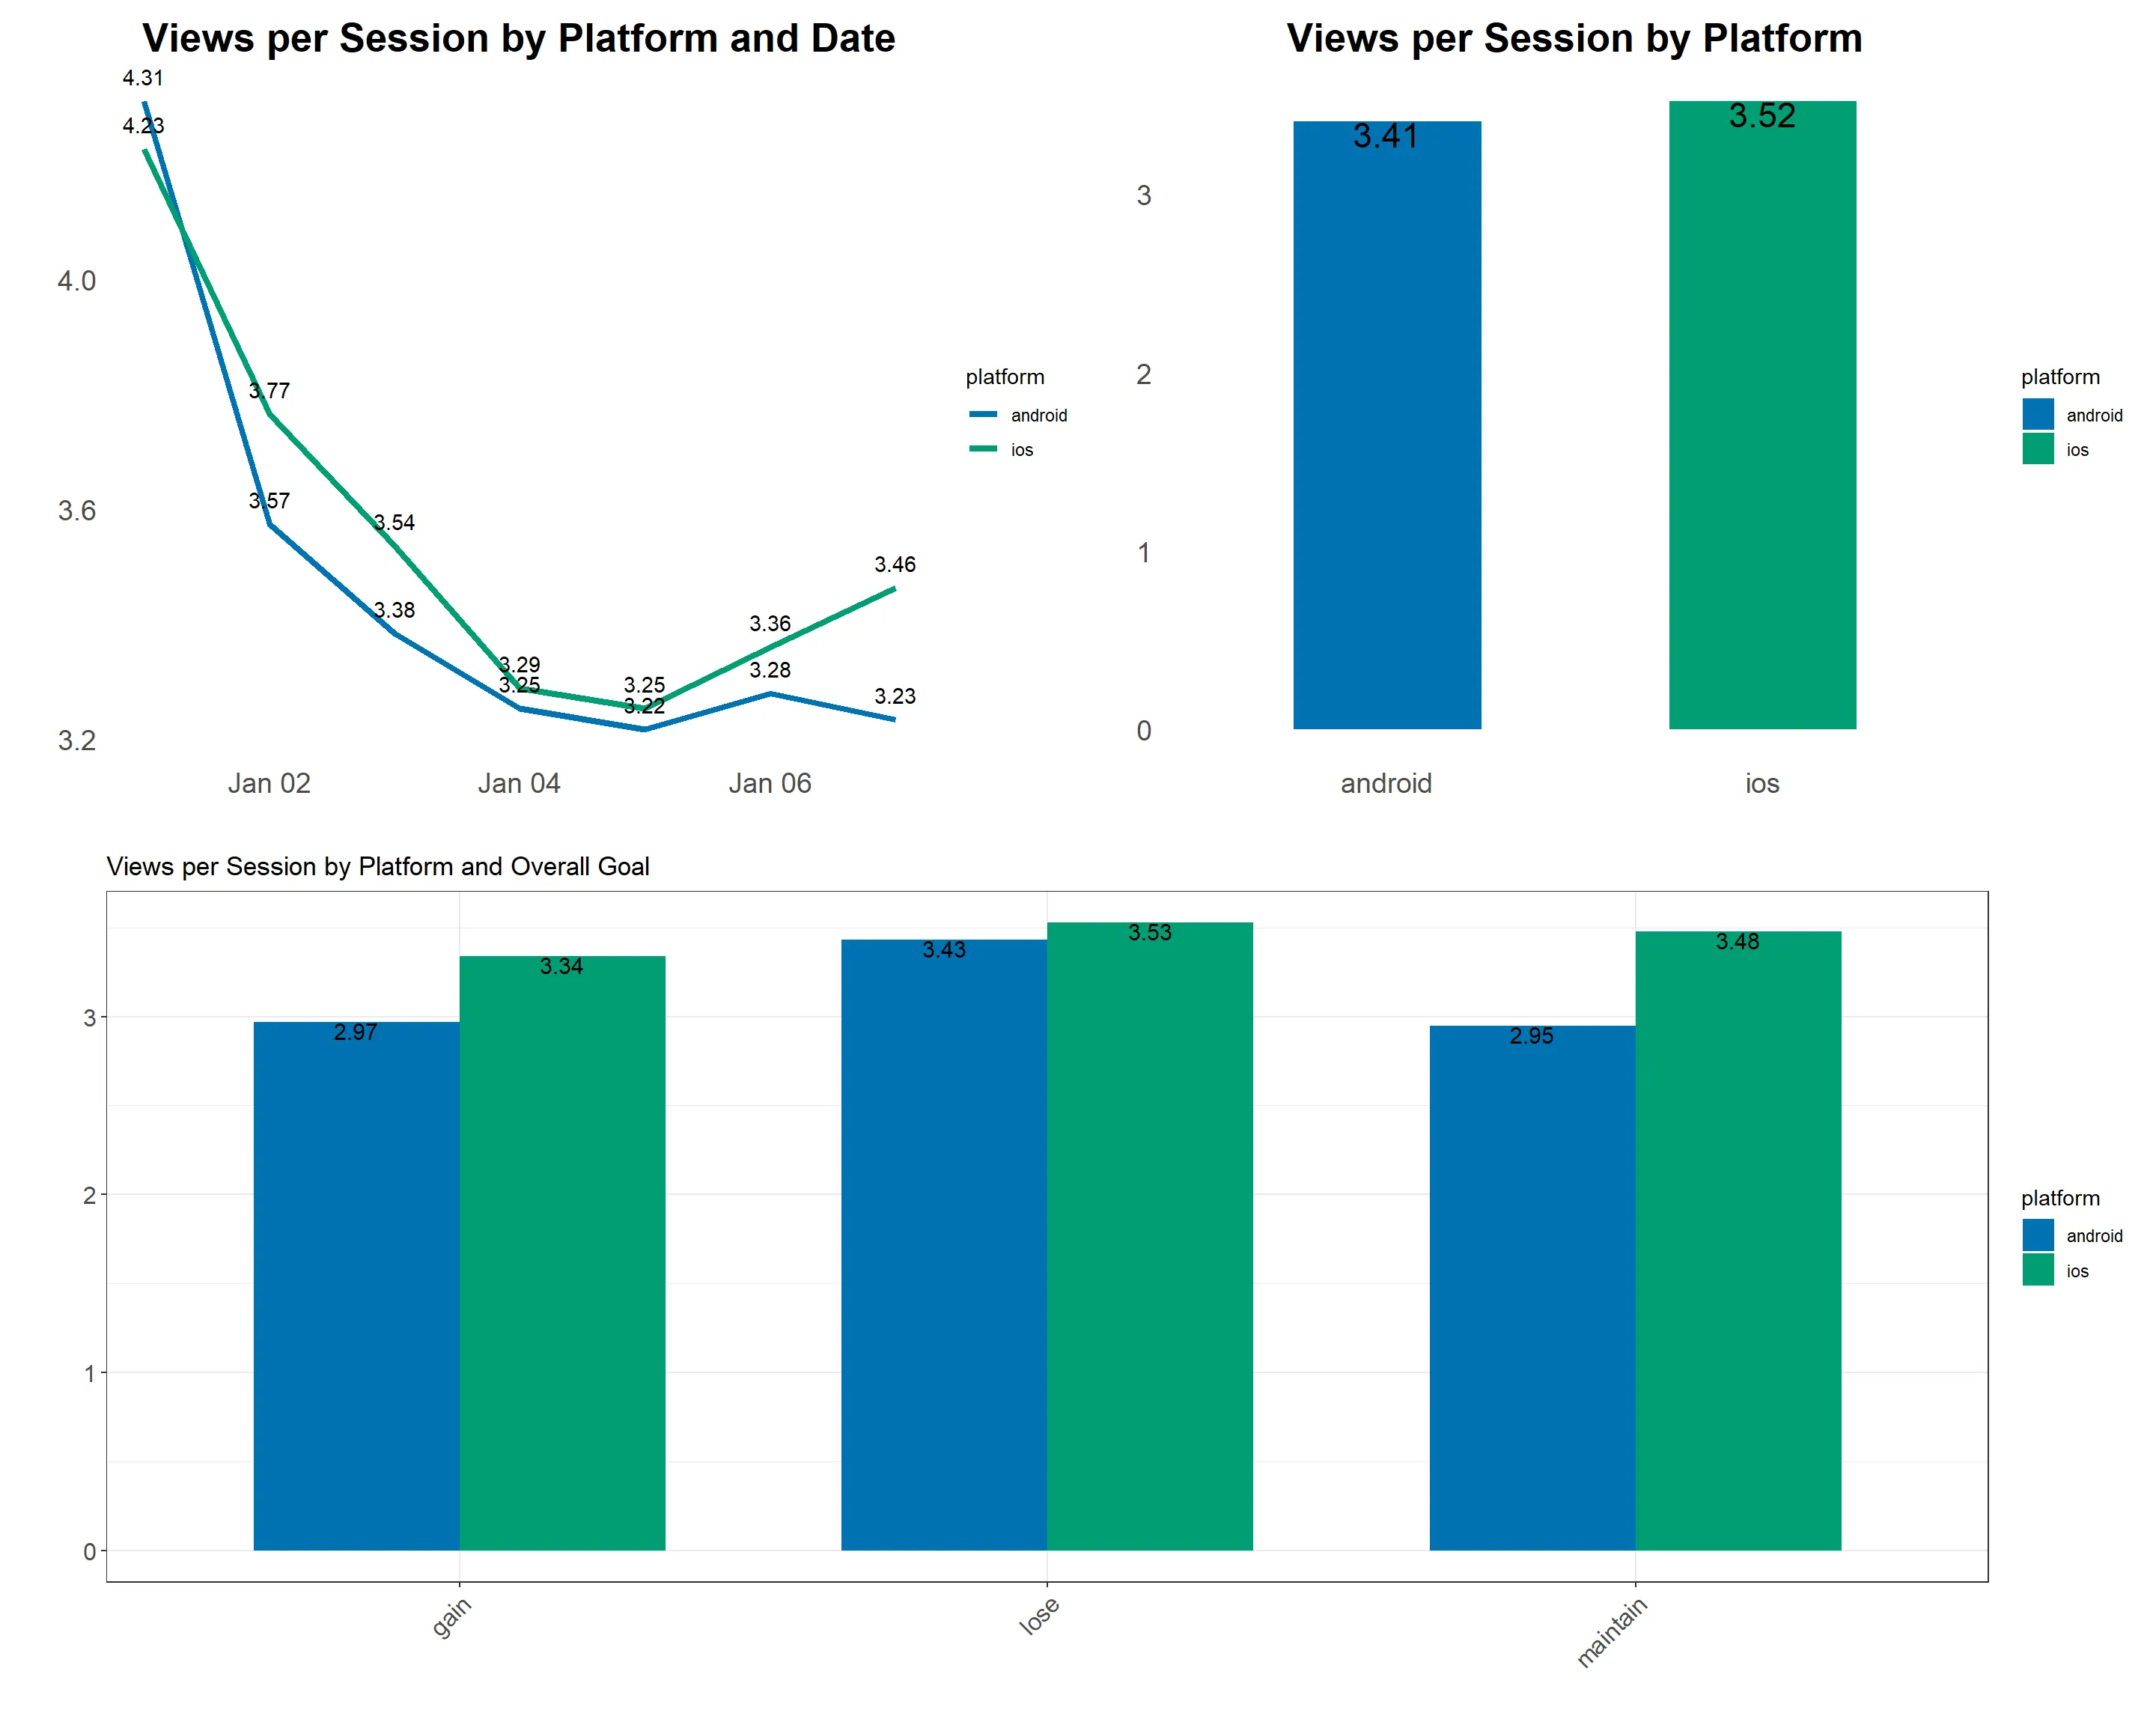 Views per Session by Platform and Date
4.31
4.23
4.0
3.77
3.57
3.6
3.54
3.38
3.46
3.36
3.29
3.25
3.25
3.22
3.28
3.23
3.2
Jan 02 Jan 04 Jan 06
platform
android
ios
Views per Session by Platform
3.41
3.52
3
2
1
0
android ios
platform
android
ios
Views per Session by Platform and Overall Goal
2.97
3.34
3.43
3.53
2.95
3.48
3
2
1
0
gain
lose
maintain
platform
android
ios